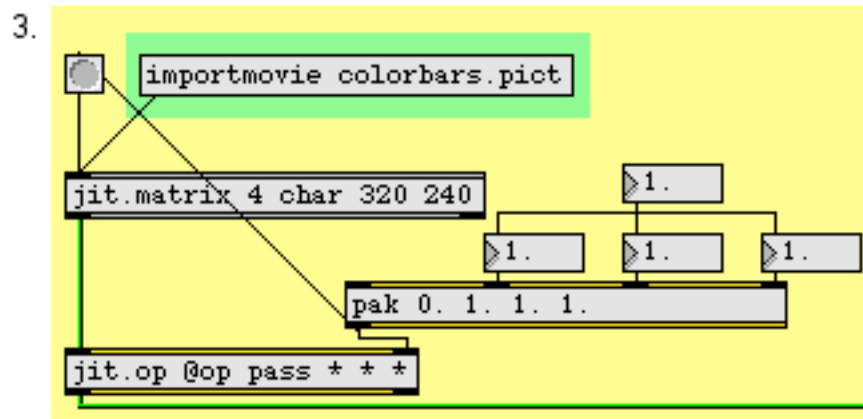 3.
importmovie colorbars.pict
jit.matrix 4 char 320 240
1.
1. 1. 1.
pak 0. 1. 1. 1.
jit.op @op pass * * *